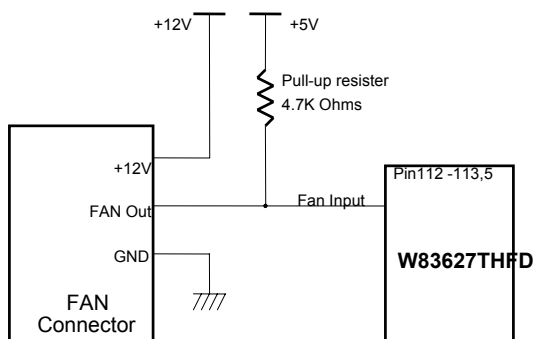 +12V
+5V
Pull-up resister
4.7K Ohms
+12V
Pin112 -113,5
FAN Out
Fan Input
GND
W83627THFD
FAN
Connector